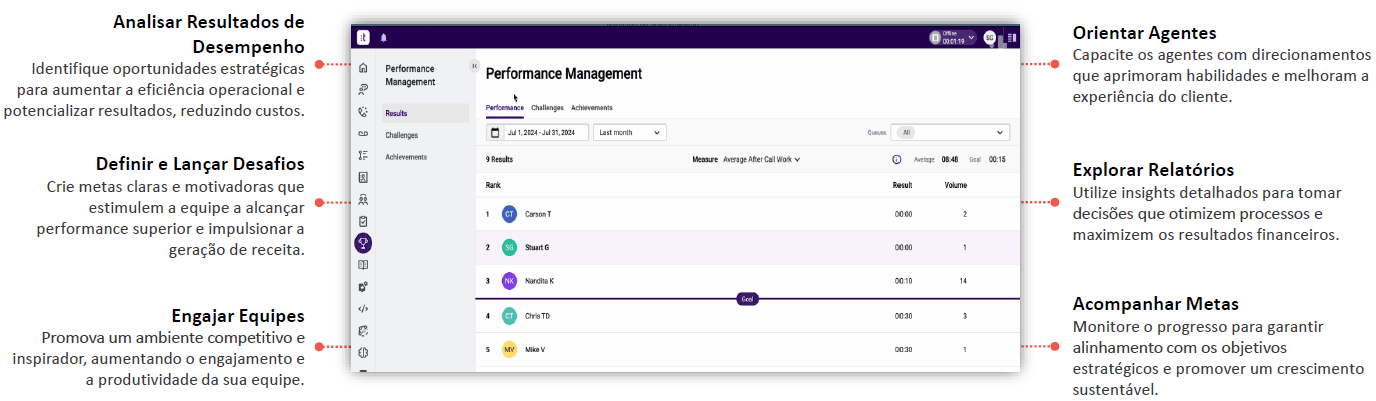 Analisar Resultados de
Desempenho
Identifique oportunidades estratégicas
para aumentar a eficiência operacional e
potencializar resultados, reduzindo custos.
Definir e Lançar Desafios
Crie metas claras e motivadoras que
estimulem a equipe a alcançar
performance superior e impulsionar a
geração de receita.
Engajar Equipes
Promova um ambiente competitivo e
inspirador, aumentando o engajamento e
a produtividade da sua equipe.
:t
Offline
00:01:19
SG
Performance
Management
Results
Challenges
Achievements
Performance Management
Performance Challenges Achievements
Jul 1, 2024 - Jul 31, 2024 Last month Queues All
9 Results Measure Average After Call Work Average 08:48 Goal 00:15
Rank Result Volume
1 CT Carson T 00:00 2
2 SG Stuart G 00:00 1
3 NK Nandita K 00:10 14
Goal
4 CT Chris TD 00:30 3
5 MV Mike V 00:30 1
Orientar Agentes
Capacite os agentes com direcionamentos
que aprimoram habilidades e melhoram a
experiência do cliente.
Explorar Relatórios
Utilize insights detalhados para tomar
decisões que otimizem processos e
maximizem os resultados financeiros.
Acompanhar Metas
Monitore o progresso para garantir
alinhamento com os objetivos
estratégicos e promover um crescimento
sustentável.